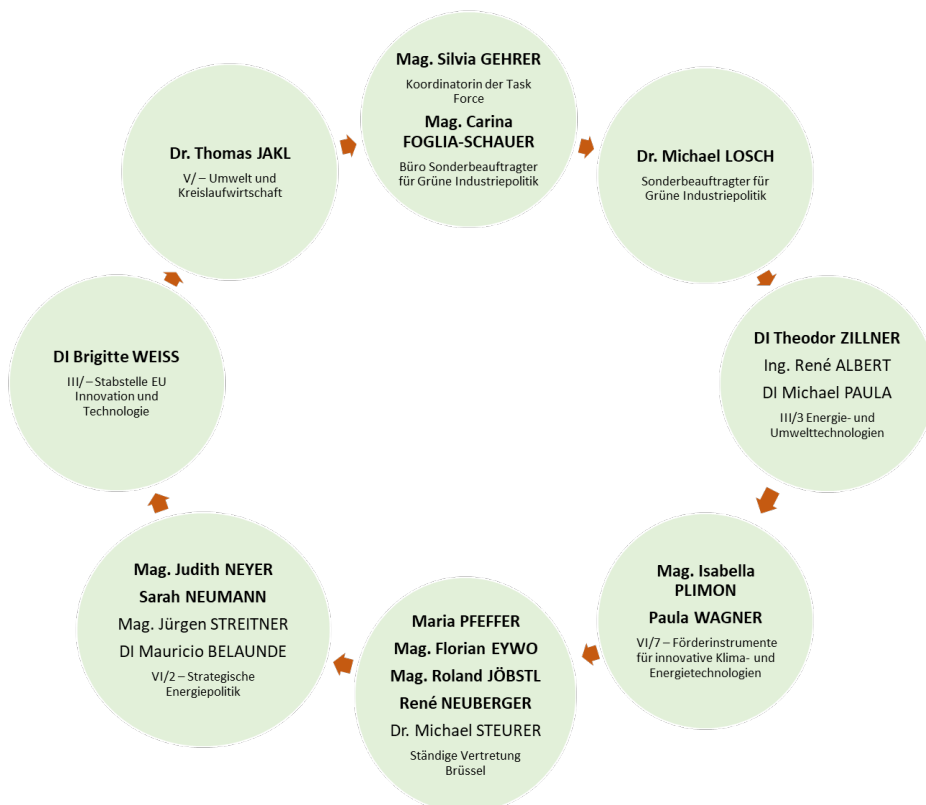 Mag. Silvia GEHRER
Koordinatorin der Task
Force
Mag. Carina
FOGLIA-SCHAUER
Büro Sonderbeauftragter
für Grüne Industriepolitik
Dr. Michael LOSCH
Sonderbeauftragter für
Grüne Industriepolitik
DI Theodor ZILLNER
Ing. René ALBERT
DI Michael PAULA
III/3 Energie- und
Umwelttechnologien
Mag. Isabella
PLIMON
Paula WAGNER
VI/7 – Förderinstrumente
für innovative Klima- und
Energietechnologien
Maria PFEFFER
Mag. Florian EYWO
Mag. Roland JÖBSTL
René NEUBERGER
Dr. Michael STEURER
Ständige Vertretung
Brüssel
Mag. Judith NEYER
Sarah NEUMANN
Mag. Jürgen STREITNER
DI Mauricio BELAUNDE
VI/2 – Strategische
Energiepolitik
DI Brigitte WEISS
III/ – Stabstelle EU
Innovation und
Technologie
Dr. Thomas JAKL
V/ – Umwelt und
Kreislaufwirtschaft